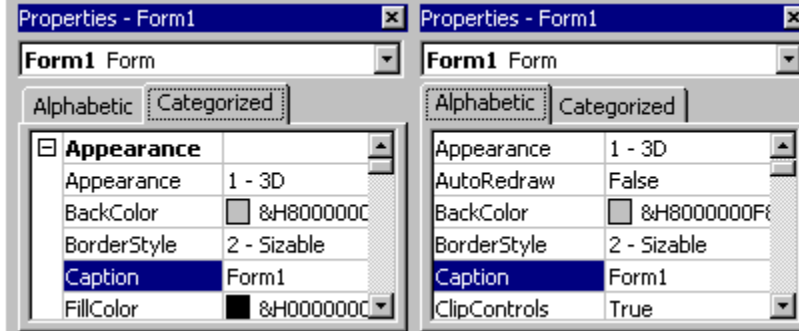 Properties - Form1
Form1 Form
Alphabetic Categorized
Appearance
Appearance 1 - 3D
BackColor &H8000000
BorderStyle 2 - Sizable
Caption Form1
FillColor &H0000000
Properties - Form1
Form1 Form
Alphabetic Categorized
Appearance 1 - 3D
AutoRedraw False
BackColor &H8000000F&
BorderStyle 2 - Sizable
Caption Form1
ClipControls True